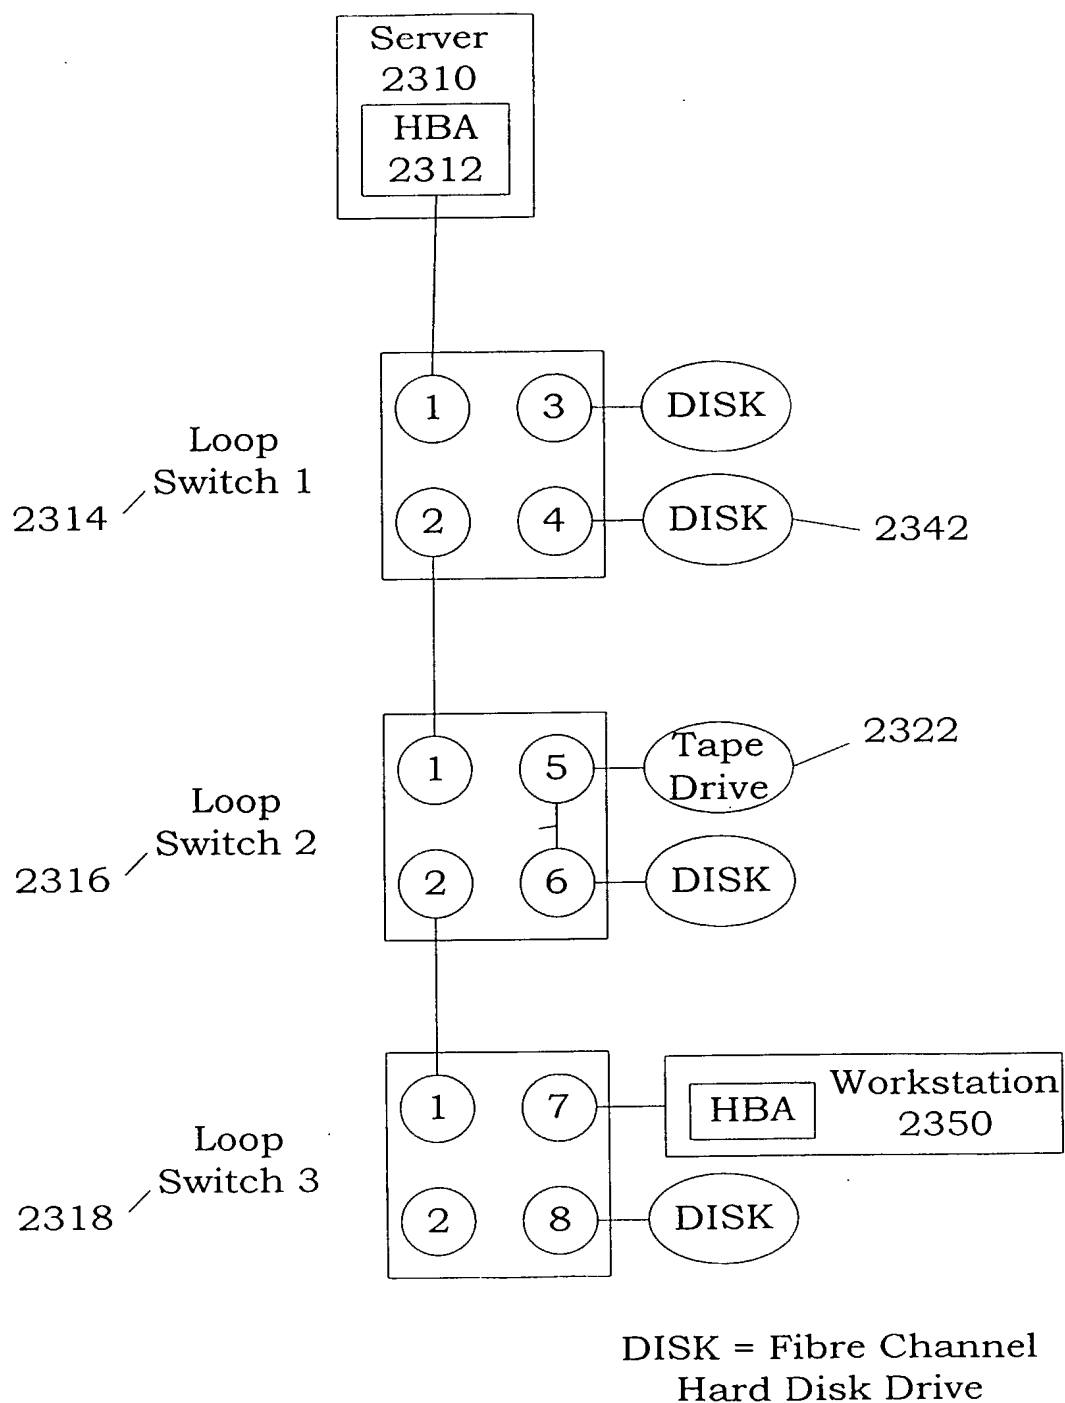 Server
2310
HBA
2312
1
3
DISK
Loop
Switch 1
2314
2
4
DISK
2342
1
5
Tape
Drive
2322
Loop
Switch 2
2316
2
6
DISK
1
7
HBA
Workstation
2350
Loop
Switch 3
2318
2
8
DISK
DISK = Fibre Channel
Hard Disk Drive